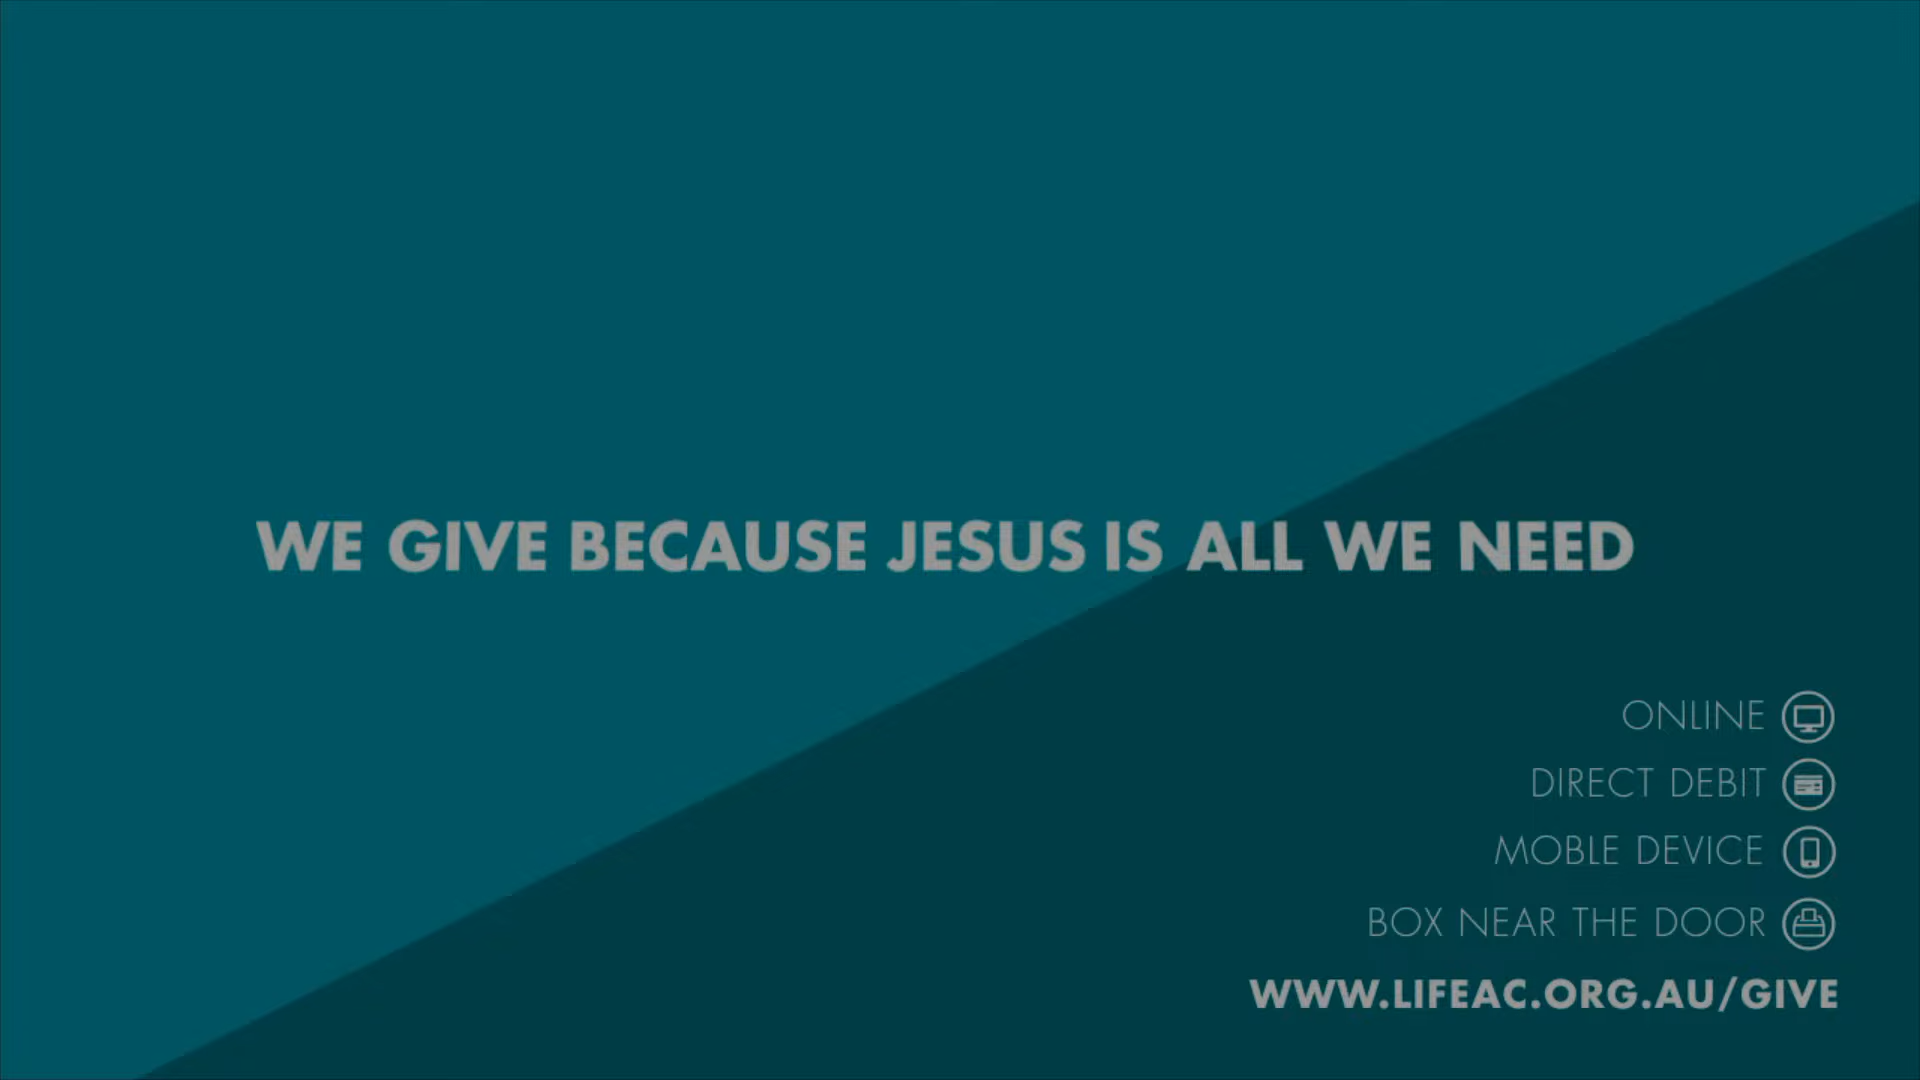 WE GIVE BECAUSE JESUS IS ALL WE NEED
ONLINE
DIRECT DEBIT
MOBLE DEVICE
BOX NEAR THE DOOR
WWW.LIFEAC.ORG.AU/GIVE